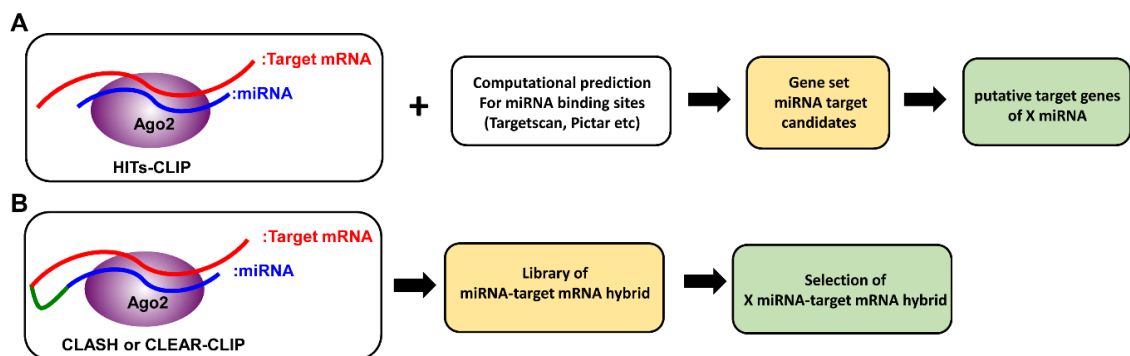 A
:Target mRNA
:miRNA
Ago2
HITs-CLIP
+
Computational prediction
For miRNA binding sites
(Targetscan, Pictar etc)
Gene set
miRNA target
candidates
putative target genes
of X miRNA
B
:Target mRNA
:miRNA
Ago2
CLASH or CLEAR-CLIP
Library of
miRNA-target mRNA hybrid
Selection of
X miRNA-target mRNA hybrid